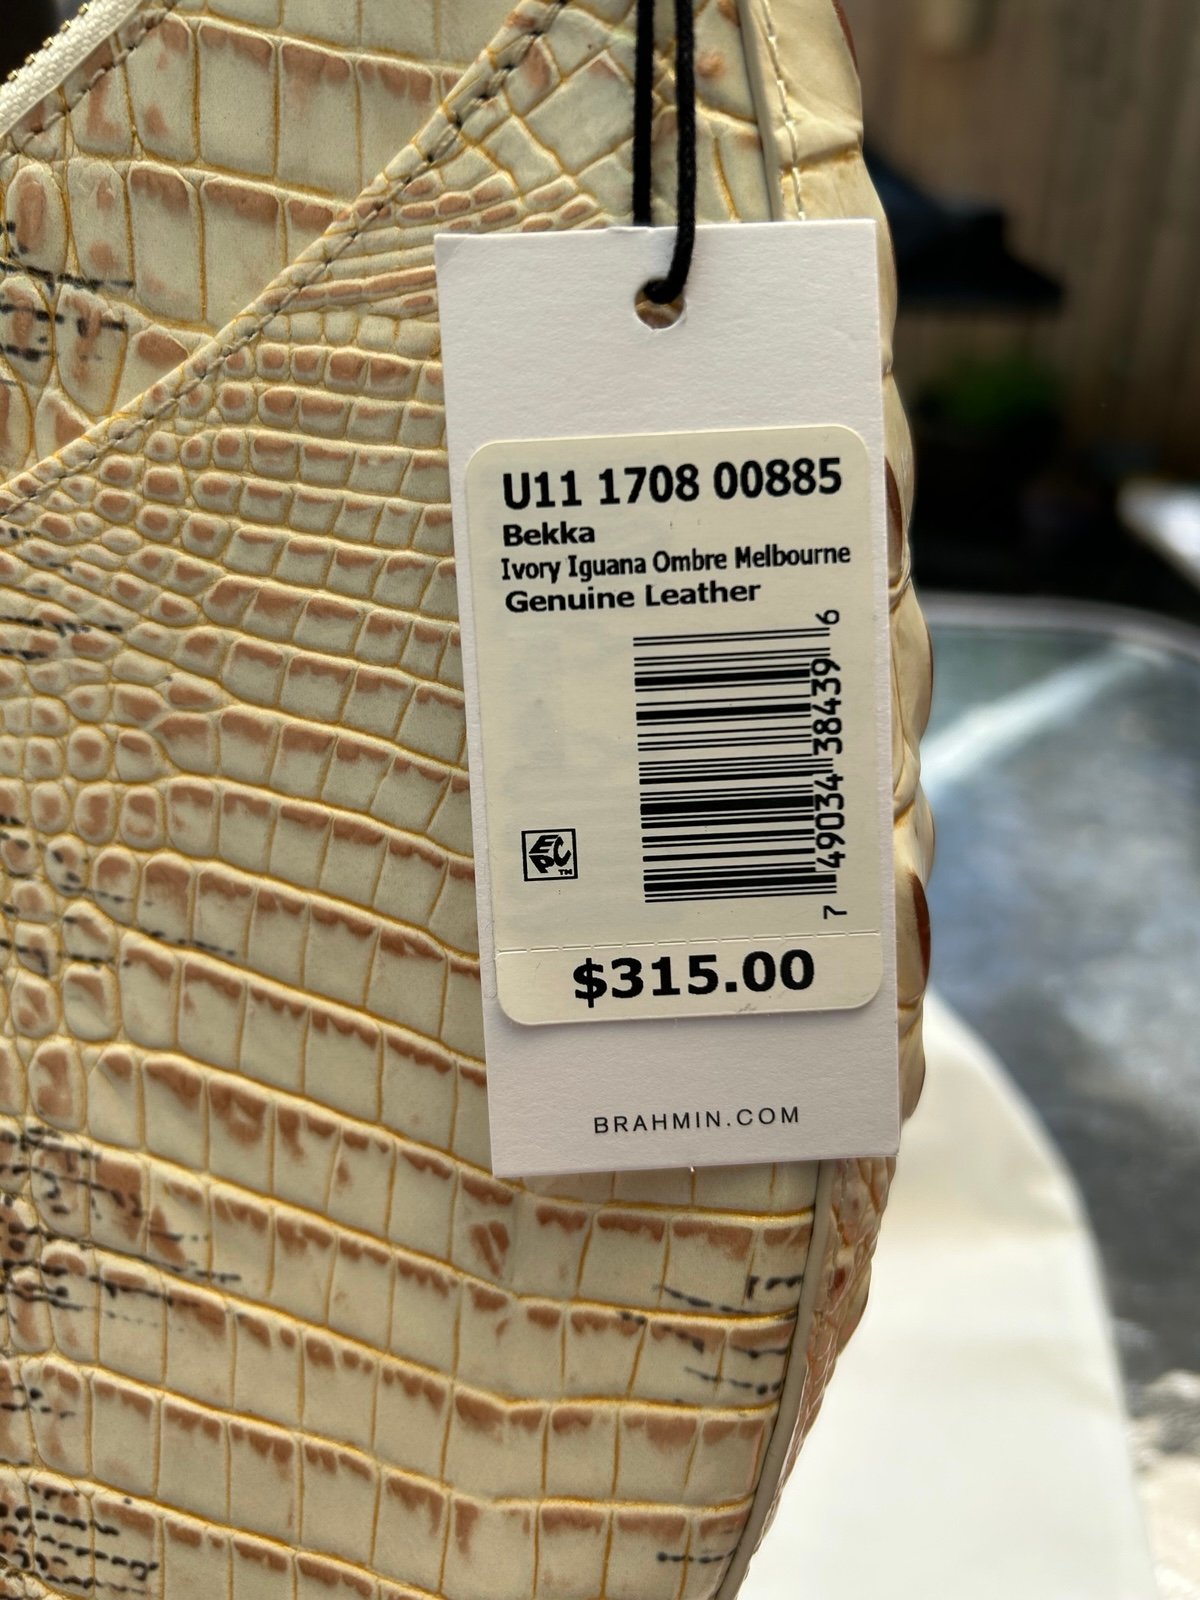 U11 1708 00885
Bekka
Ivory Iguana Ombre Melbourne
Genuine Leather
7 49034 38439 6
EPC TM
$315.00
BRAHMIN.COM